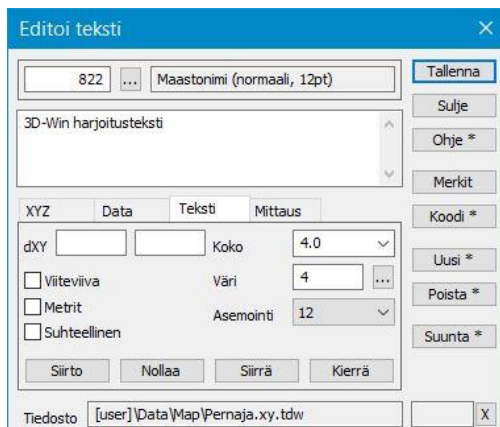 Editoi teksti
822 ... Maastonimi (normaali, 12pt) Tallenna
Sulje
3D-Win harjoitusteksti
Ohje *
Merkit
XYZ Data Teksti Mittaus Koodi *
dXY Koko 4.0
Uusi *
Viiteviiva Väri 4 ...
Poista *
Metrit Asemointi 12
Suhteellinen Suunta *
Siirto Nollaa Siirrä Kierrä
Tiedosto [user]\Data\Map\Pernaja.xy.tdw X